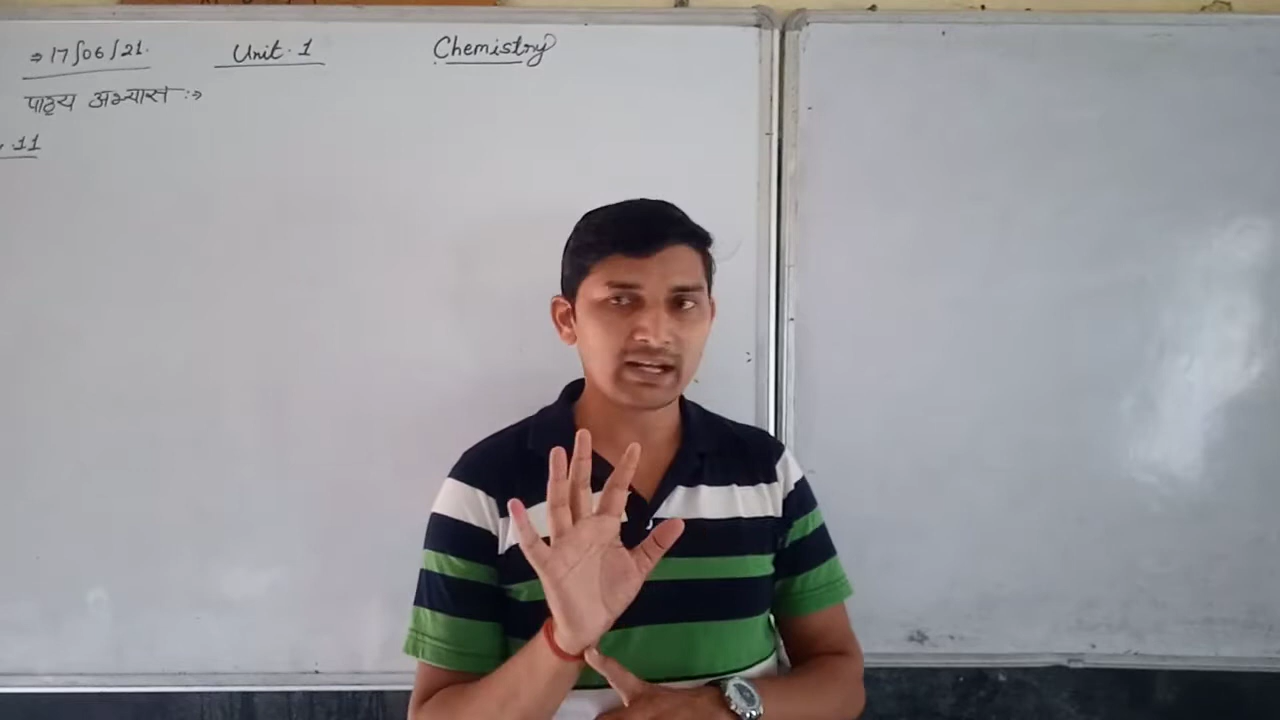 ⇒ 17/06/21. Unit. 1 Chemistry
पाठ्य अभ्यास :→
.11